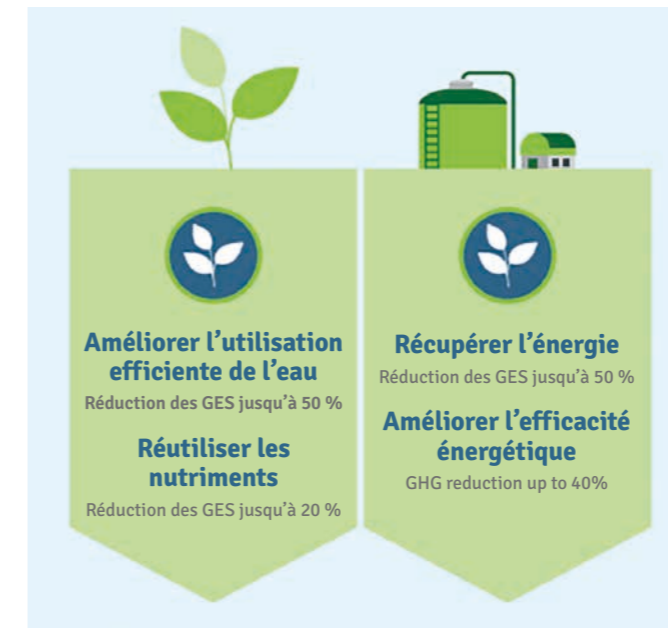 Améliorer l’utilisation
efficiente de l’eau
Réduction des GES jusqu’à 50 %
Réutiliser les
nutriments
Réduction des GES jusqu’à 20 %
Récupérer l’énergie
Réduction des GES jusqu’à 50 %
Améliorer l’efficacité
énergétique
GHG reduction up to 40%